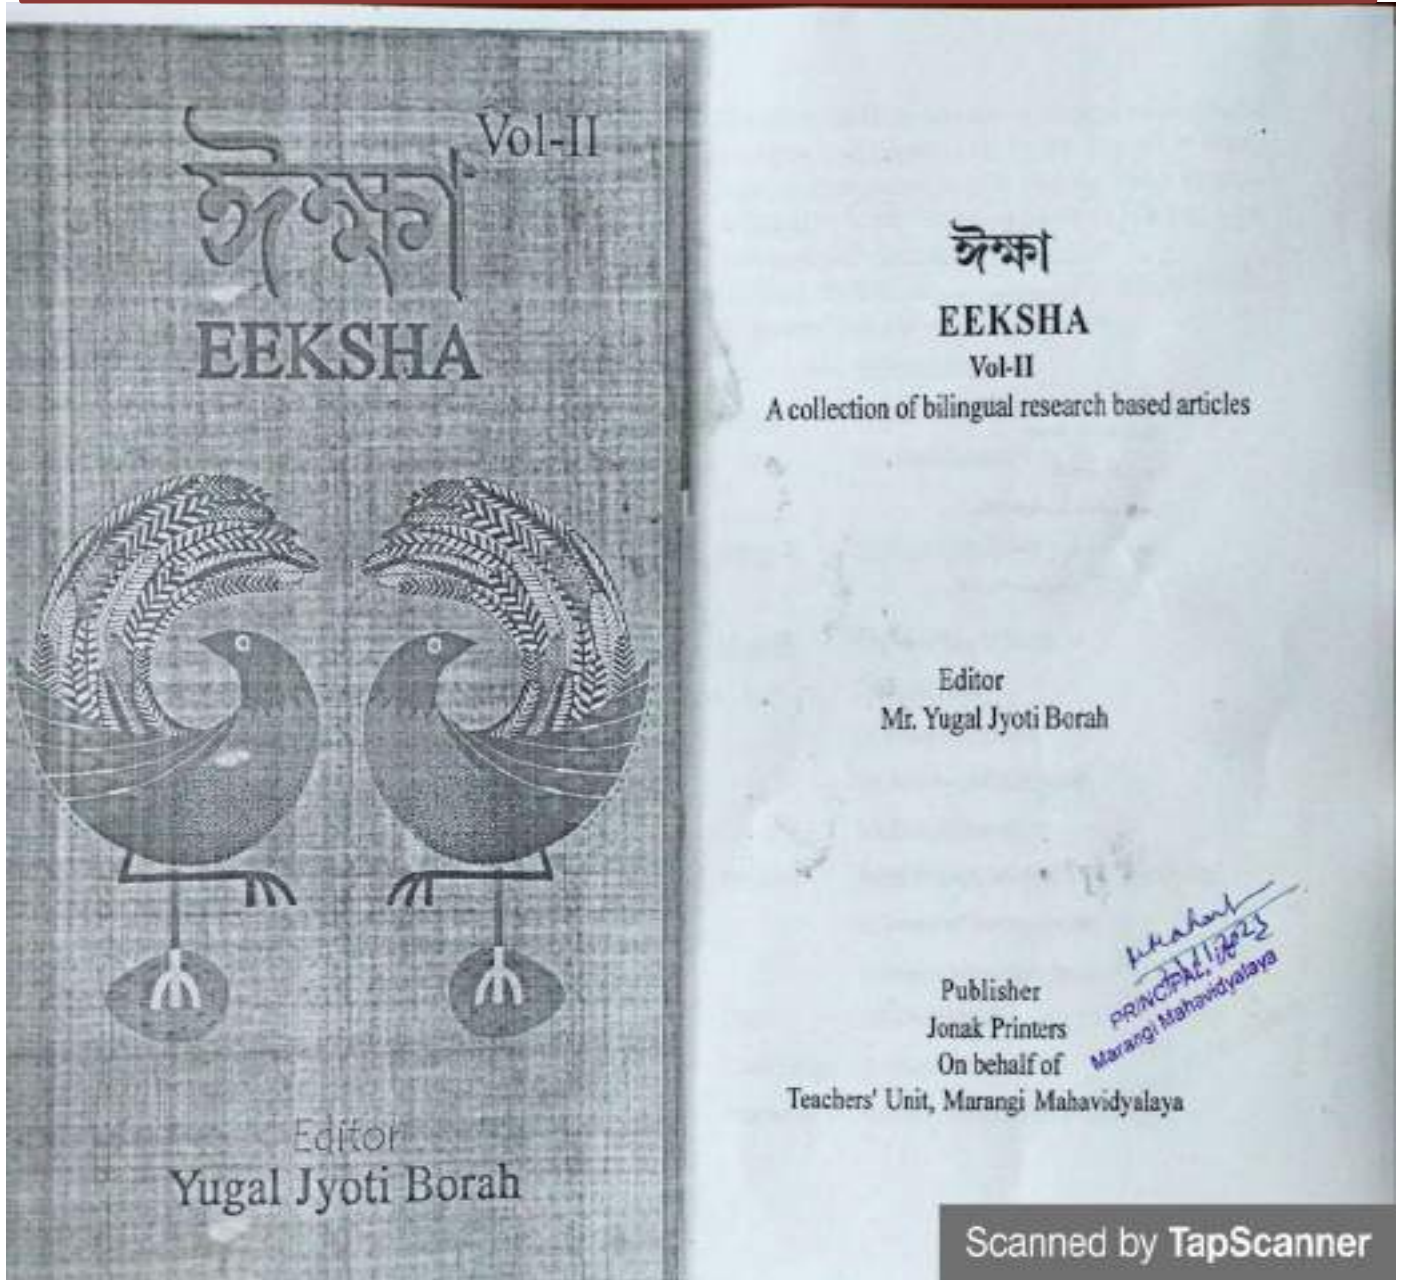 Vol-II
ঈক্ষা
EEKSHA
Editor
Yugal Jyoti Borah
ঈক্ষা
EEKSHA
Vol-II
A collection of bilingual research based articles
Editor
Mr. Yugal Jyoti Borah
Publisher
Jonak Printers
On behalf of
Teachers' Unit, Marangi Mahavidyalaya
PRINCIPAL
Marangi Mahavidyalaya
Scanned by TapScanner